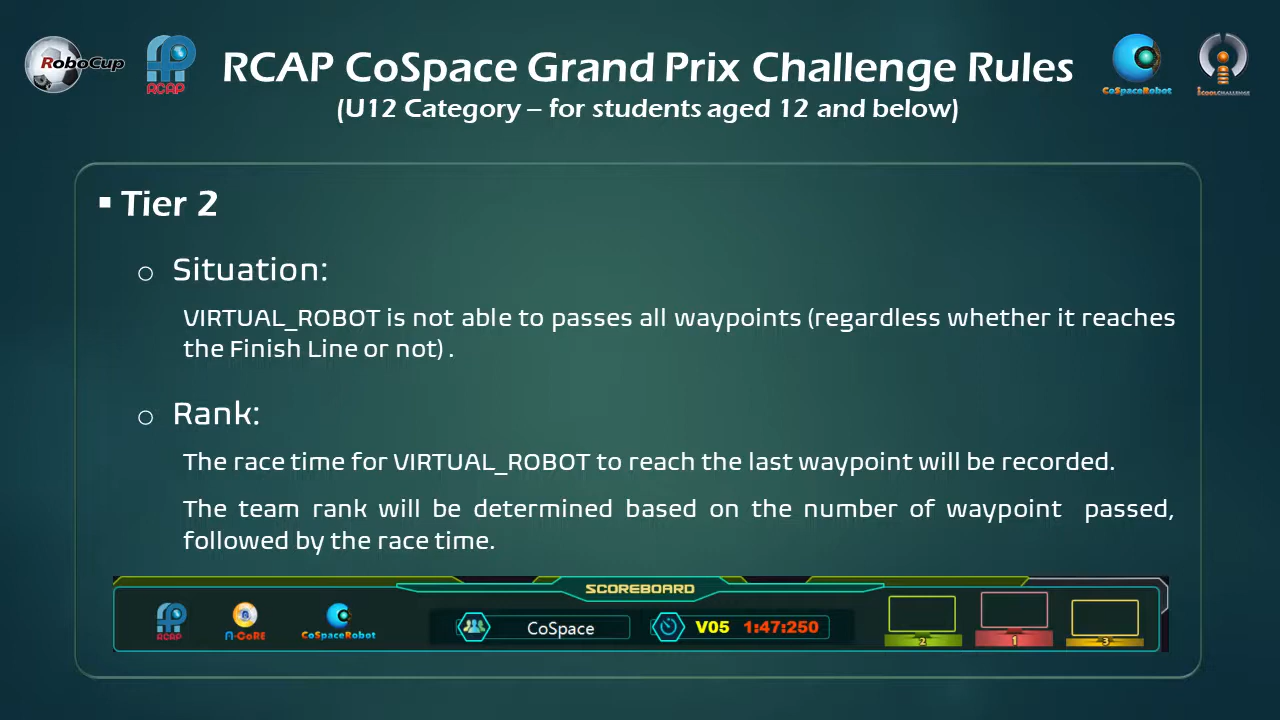 RoboCup
RCAP
RCAP CoSpace Grand Prix Challenge Rules
(U12 Category – for students aged 12 and below)
CoSpaceRobot
iCOOLCHALLENGE
Tier 2
Situation:
VIRTUAL_ROBOT is not able to passes all waypoints (regardless whether it reaches
the Finish Line or not) .
Rank:
The race time for VIRTUAL_ROBOT to reach the last waypoint will be recorded.
The team rank will be determined based on the number of waypoint passed,
followed by the race time.
SCOREBOARD
RCAP
A-CoRE
CoSpaceRobot
CoSpace
V05 1:47:250
2
1
3